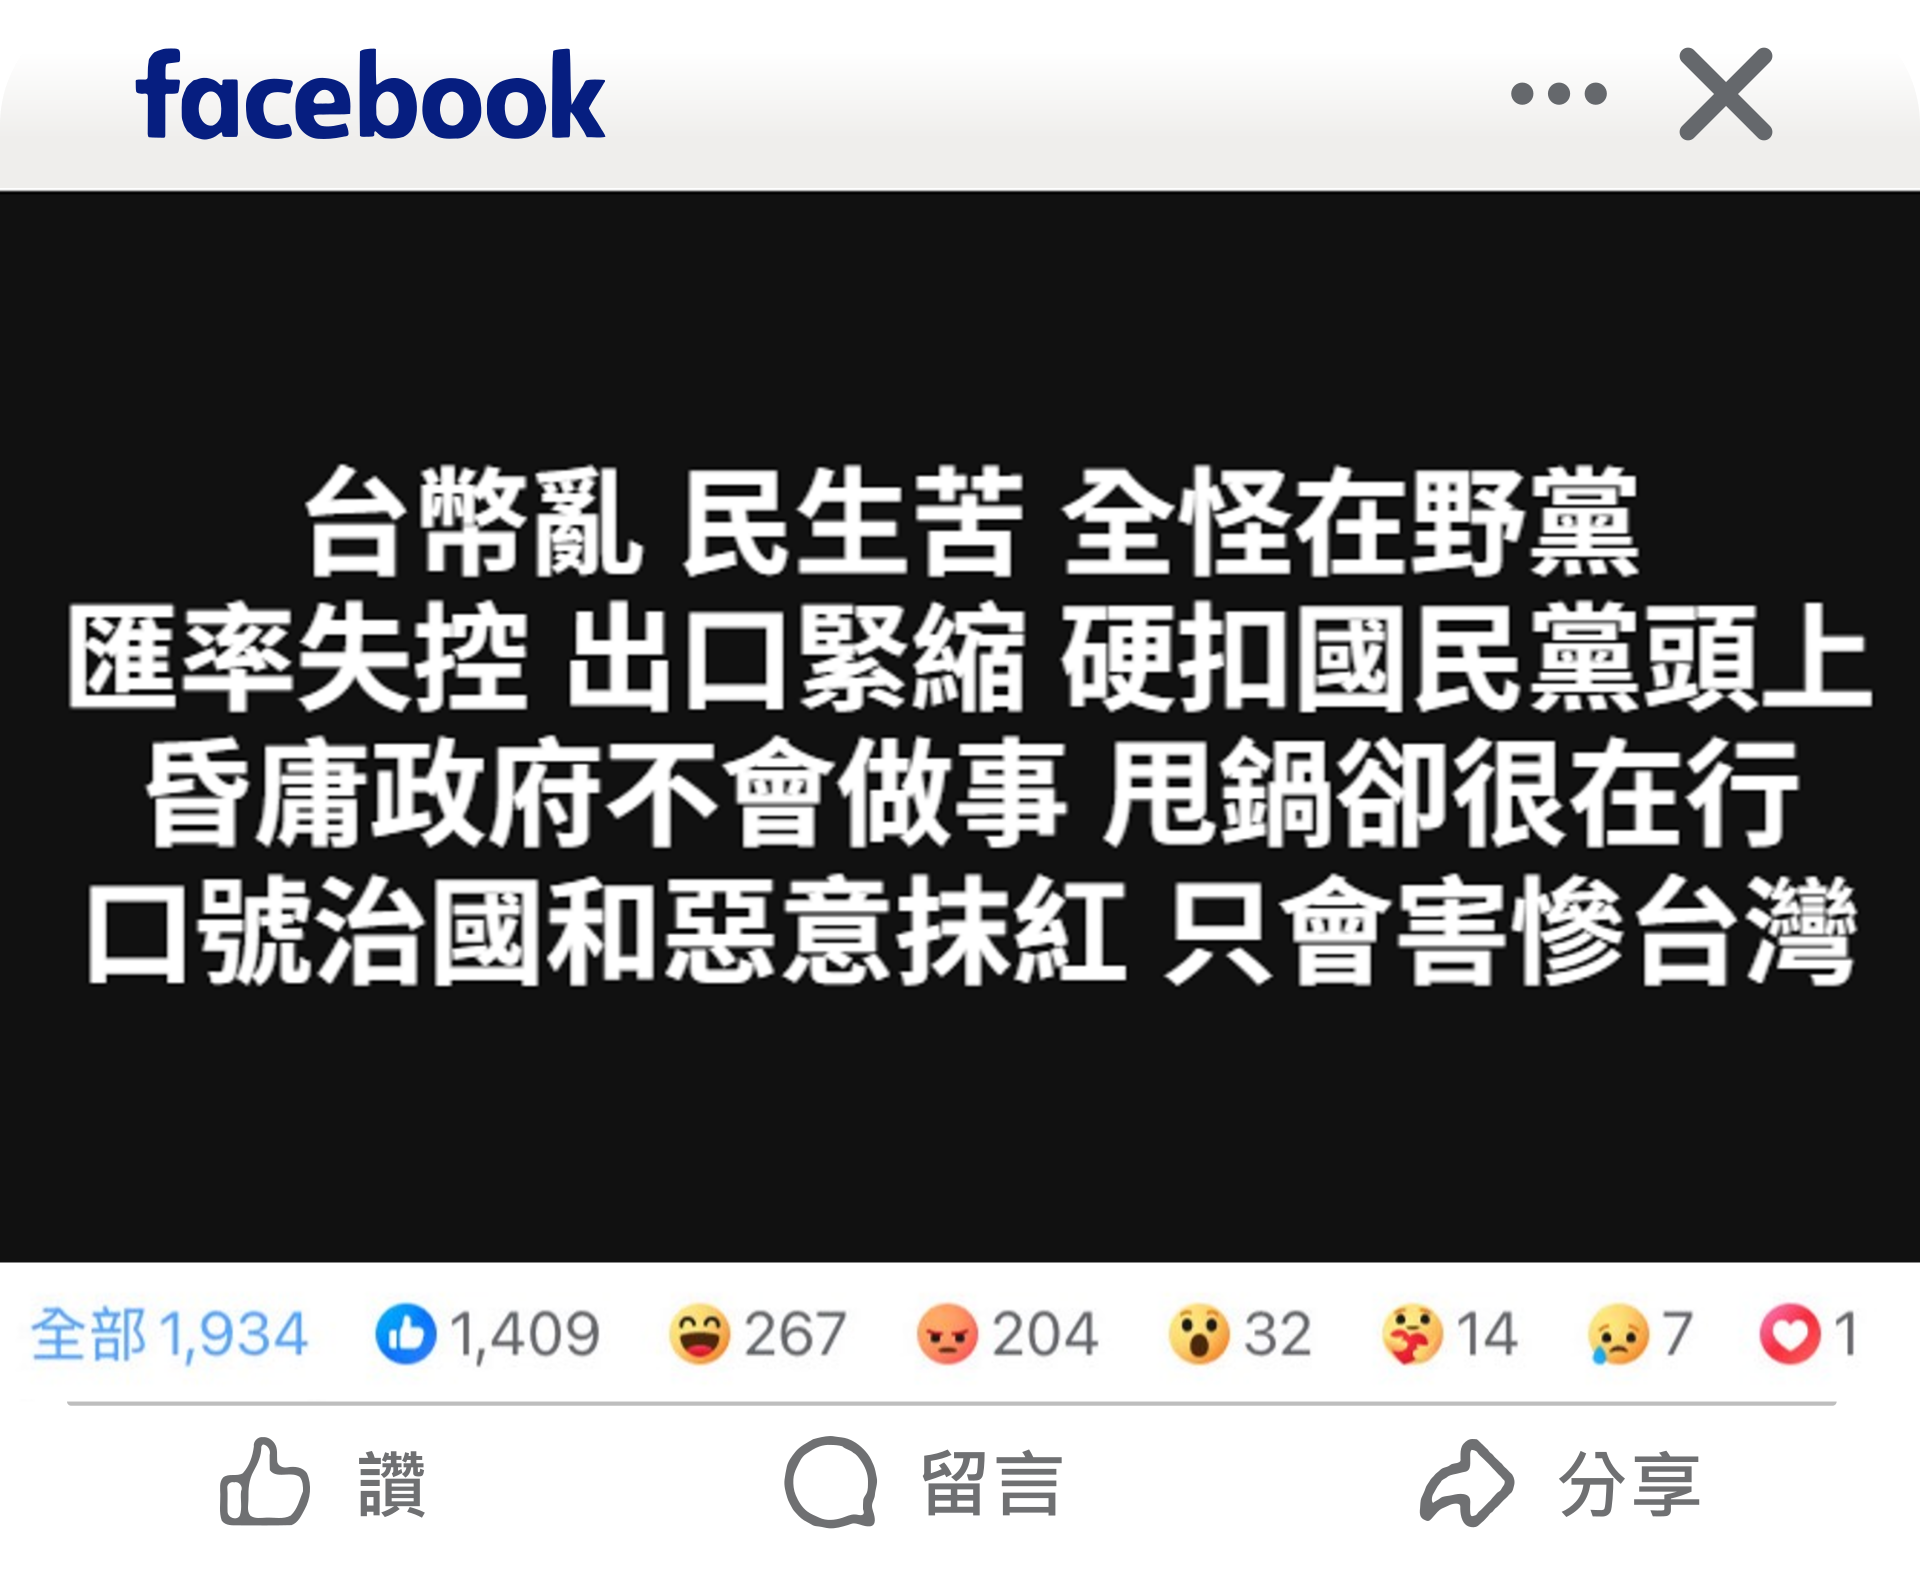 facebook
台幣亂 民生苦 全怪在野黨
匯率失控 出口緊縮 硬扣國民黨頭上
昏庸政府不會做事 甩鍋卻很在行
口號治國和惡意抹紅 只會害慘台灣
全部 1,934 1,409 267 204 32 14 7 1
讚 留言 分享